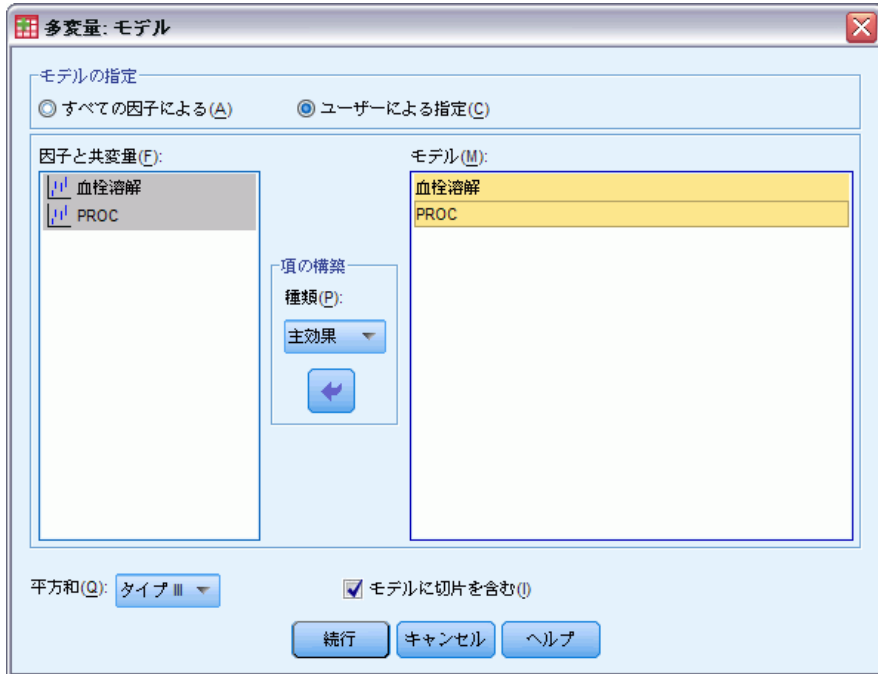 多変量: モデル
モデルの指定
すべての因子による(A)
ユーザーによる指定(C)
因子と共変量(F):
血栓溶解
PROC
項の構築
種類(P):
主効果
モデル(M):
血栓溶解
PROC
平方和(Q):
タイプ III
モデルに切片を含む(I)
続行
キャンセル
ヘルプ